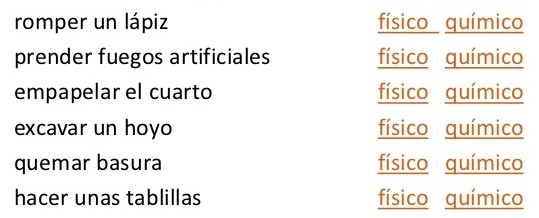 romper un lápiz físico químico
prender fuegos artificiales físico químico
empapelar el cuarto físico químico
excavar un hoyo físico químico
quemar basura físico químico
hacer unas tablillas físico químico